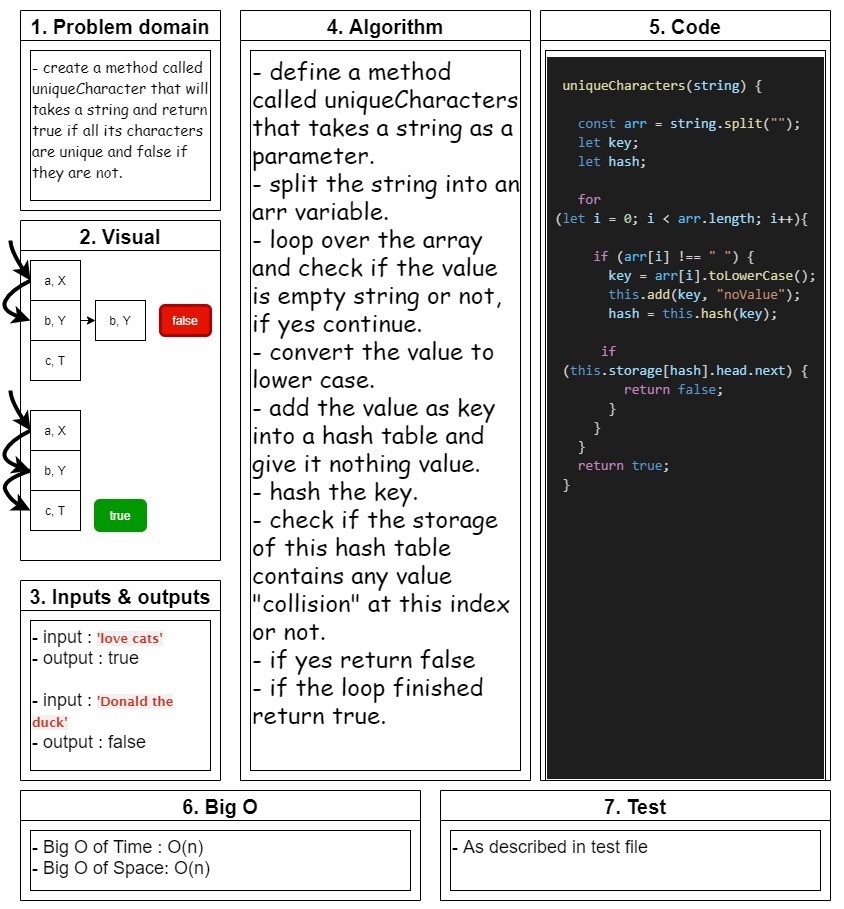 1. Problem domain
- create a method called
uniqueCharacter that will
takes a string and return
true if all its characters
are unique and false if
they are not.
2. Visual
a, X
b, Y
b, Y
false
c, T
a, X
b, Y
c, T
true
3. Inputs & outputs
- input : 'love cats'
- output : true
- input : 'Donald the
duck'
- output : false
4. Algorithm
- define a method
called uniqueCharacters
that takes a string as a
parameter.
- split the string into an
arr variable.
- loop over the array
and check if the value
is empty string or not,
if yes continue.
- convert the value to
lower case.
- add the value as key
into a hash table and
give it nothing value.
- hash the key.
- check if the storage
of this hash table
contains any value
"collision" at this index
or not.
- if yes return false
- if the loop finished
return true.
5. Code
uniqueCharacters(string) {
const arr = string.split("");
let key;
let hash;
for
(let i = 0; i < arr.length; i++){
if (arr[i] !== " ") {
key = arr[i].toLowerCase();
this.add(key, "noValue");
hash = this.hash(key);
if
(this.storage[hash].head.next) {
return false;
}
}
}
return true;
}
6. Big O
- Big O of Time : O(n)
- Big O of Space: O(n)
7. Test
- As described in test file